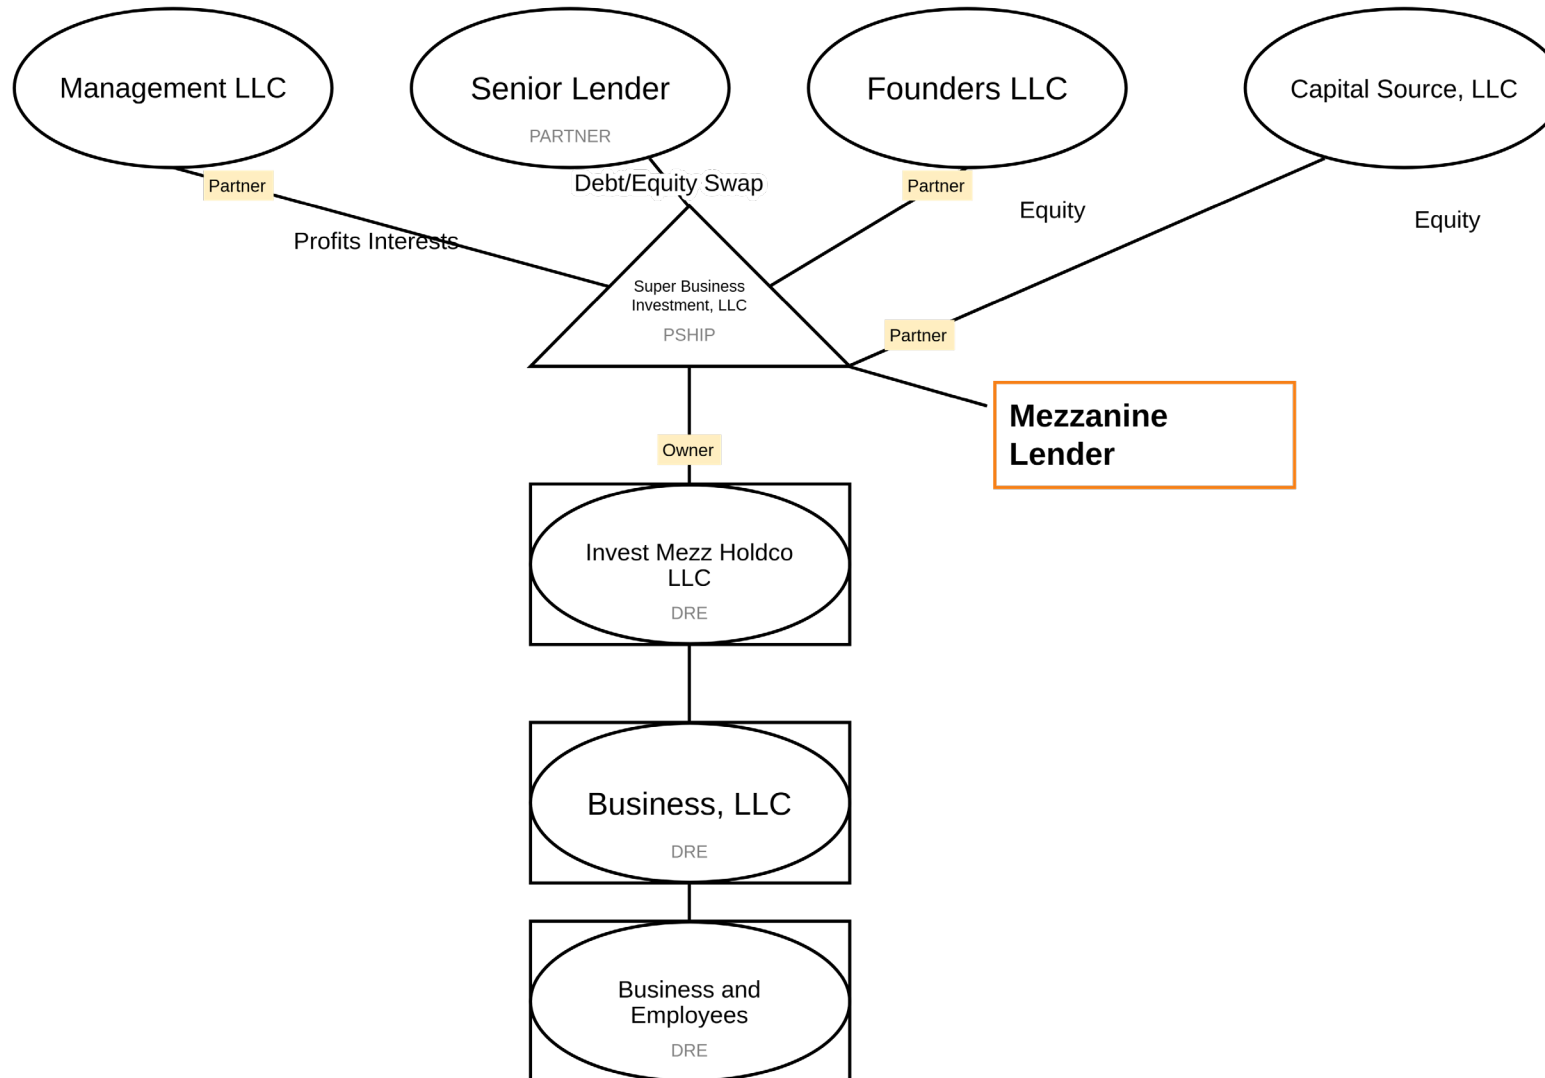 Management LLC
Senior Lender
PARTNER
Founders LLC
Capital Source, LLC
Partner
Debt/Equity Swap
Partner
Equity
Equity
Profits Interests
Super Business
Investment, LLC
PSHIP
Partner
Mezzanine
Lender
Owner
Invest Mezz Holdco
LLC
DRE
Business, LLC
DRE
Business and
Employees
DRE